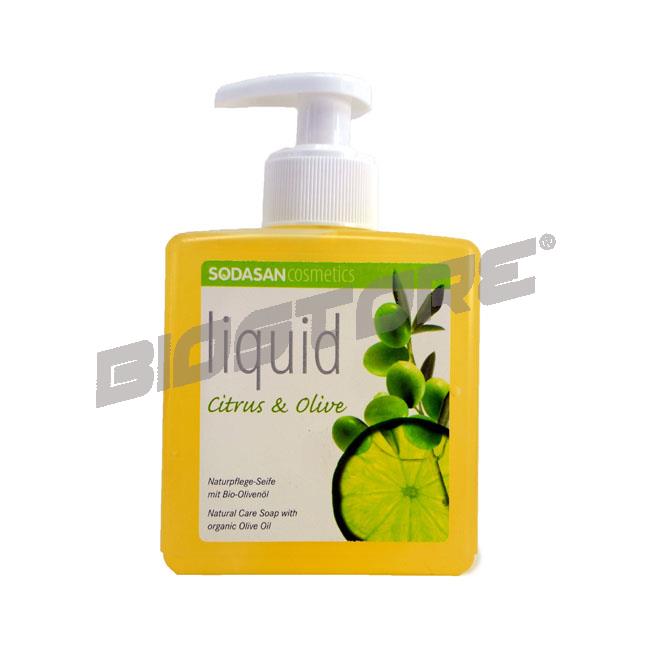 SODASANcosmetics
liquid
Citrus & Olive
Naturpflege-Seife
mit Bio-Olivenöl
Natural Care Soap with
organic Olive Oil
BIOSTORE®